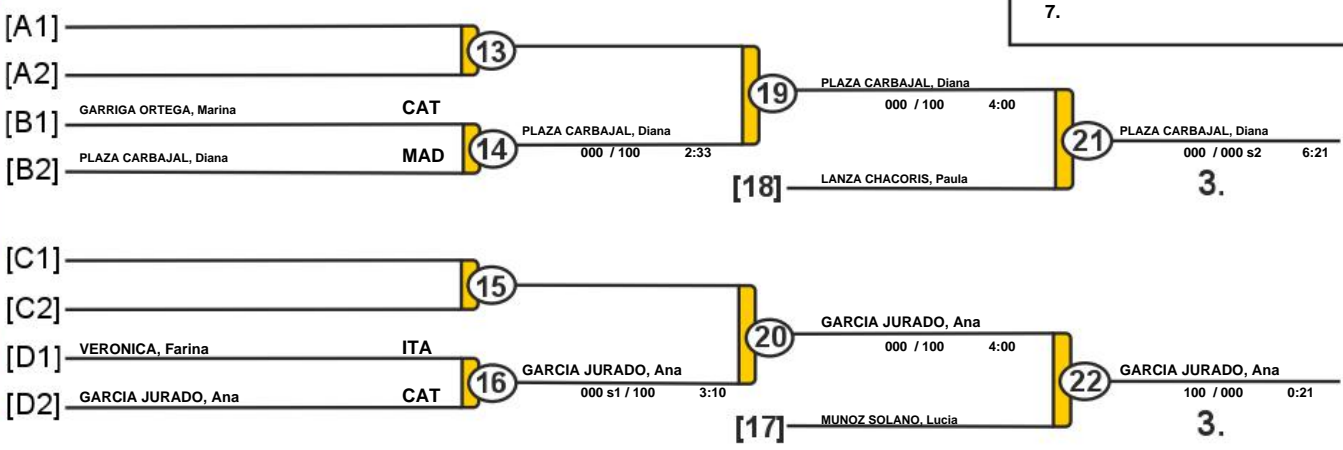 7.
[A1]
13
[A2]
19
PLAZA CARBAJAL, Diana
000 / 100 4:00
[B1] GARRIGA ORTEGA, Marina CAT
14
PLAZA CARBAJAL, Diana
000 / 100 2:33
[B2] PLAZA CARBAJAL, Diana MAD
21
PLAZA CARBAJAL, Diana
000 / 000 s2 6:21
3.
[18] LANZA CHACORIS, Paula
[C1]
15
[C2]
20
GARCIA JURADO, Ana
000 / 100 4:00
[D1] VERONICA, Farina ITA
16
GARCIA JURADO, Ana
000 s1 / 100 3:10
[D2] GARCIA JURADO, Ana CAT
22
GARCIA JURADO, Ana
100 / 000 0:21
3.
[17] MUNOZ SOLANO, Lucia